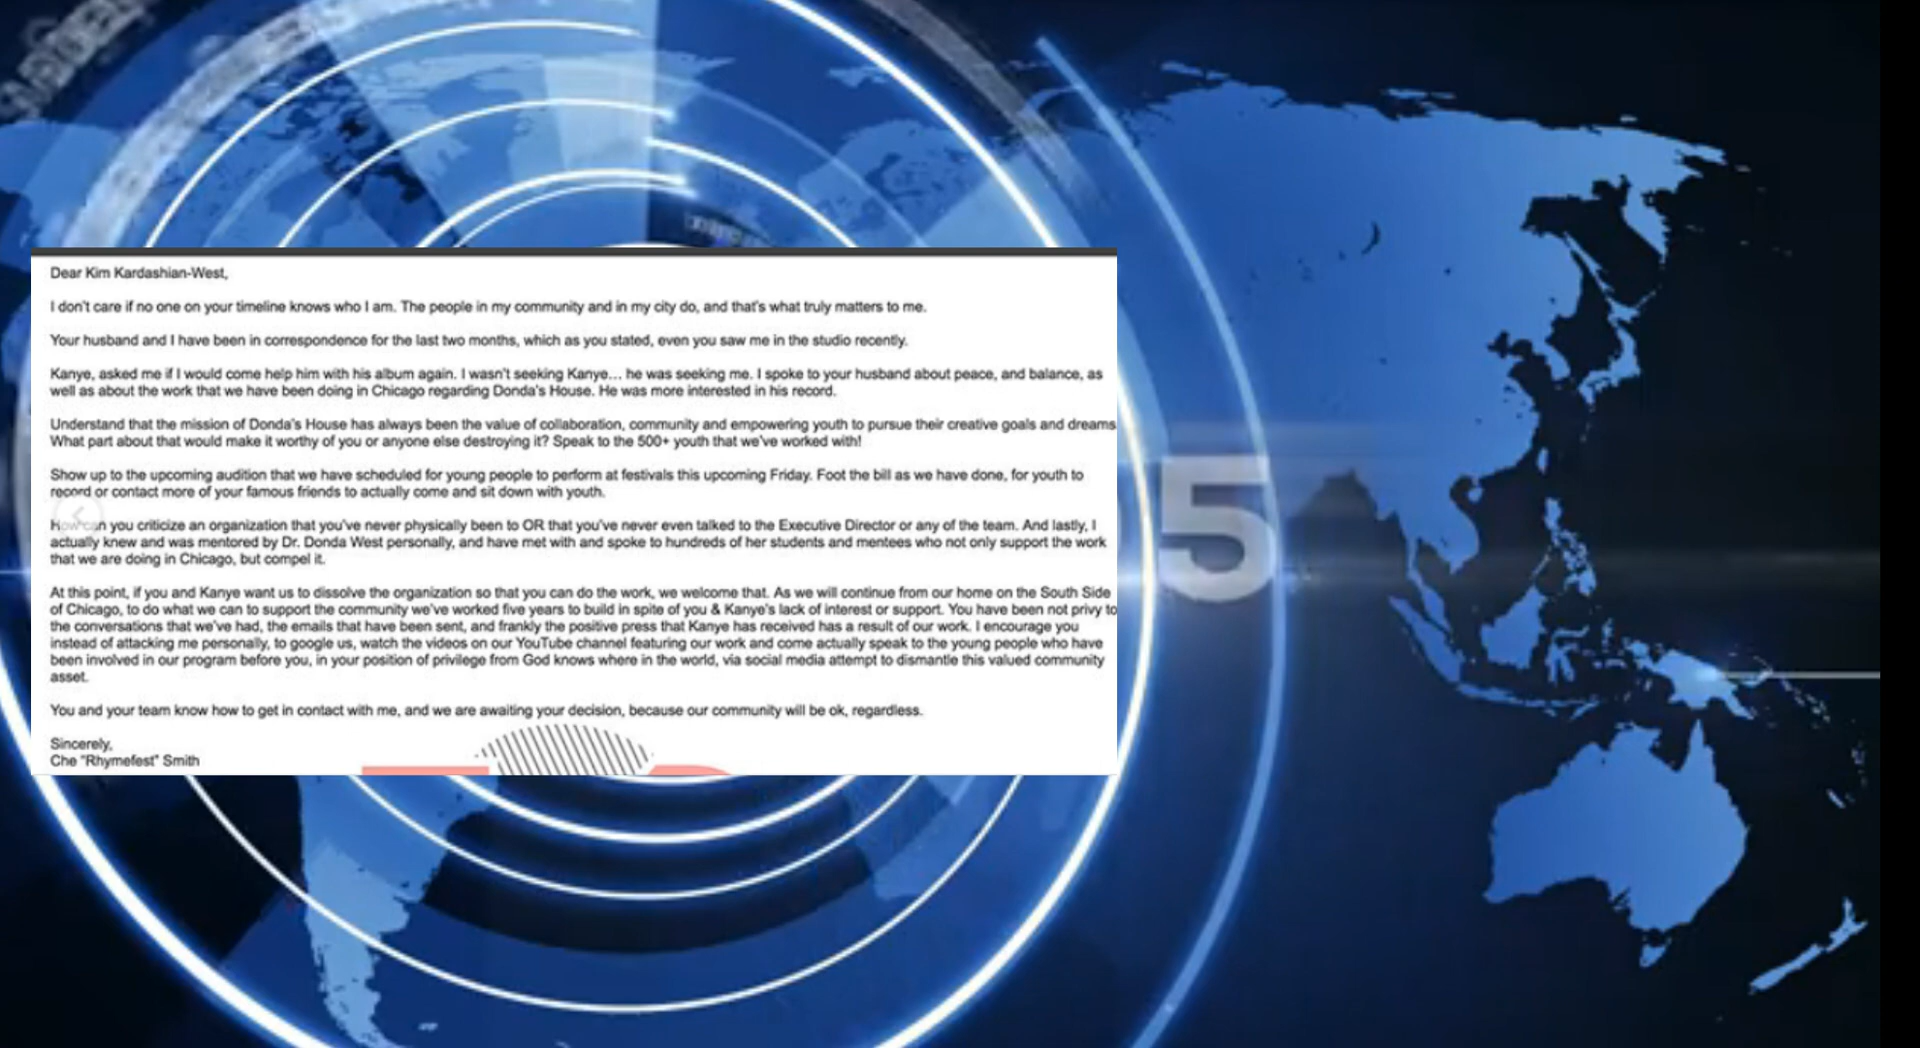 Dear Kim Kardashian-West,
I don't care if no one on your timeline knows who I am. The people in my community and in my city do, and that's what truly matters to me.
Your husband and I have been in correspondence for the last two months, which as you stated, even you saw me in the studio recently.
Kanye, asked me if I would come help him with his album again. I wasn't seeking Kanye... he was seeking me. I spoke to your husband about peace, and balance, as
well as about the work that we have been doing in Chicago regarding Donda's House. He was more interested in his record.
Understand that the mission of Donda's House has always been the value of collaboration, community and empowering youth to pursue their creative goals and dreams
What part about that would make it worthy of you or anyone else destroying it? Speak to the 500+ youth that we've worked with!
Show up to the upcoming audition that we have scheduled for young people to perform at festivals this upcoming Friday. Foot the bill as we have done, for youth to
record or contact more of your famous friends to actually come and sit down with youth.
How can you criticize an organization that you've never physically been to OR that you've never even talked to the Executive Director or any of the team. And lastly, I
actually knew and was mentored by Dr. Donda West personally, and have met with and spoke to hundreds of her students and mentees who not only support the work
that we are doing in Chicago, but compel it.
At this point, if you and Kanye want us to dissolve the organization so that you can do the work, we welcome that. As we will continue from our home on the South Side
of Chicago, to do what we can to support the community we've worked five years to build in spite of you & Kanye's lack of interest or support. You have been not privy to
the conversations that we've had, the emails that have been sent, and frankly the positive press that Kanye has received has a result of our work. I encourage you
instead of attacking me personally, to google us, watch the videos on our YouTube channel featuring our work and come actually speak to the young people who have
been involved in our program before you, in your position of privilege from God knows where in the world, via social media attempt to dismantle this valued community
asset.
You and your team know how to get in contact with me, and we are awaiting your decision, because our community will be ok, regardless.
Sincerely,
Che "Rhymefest" Smith
5